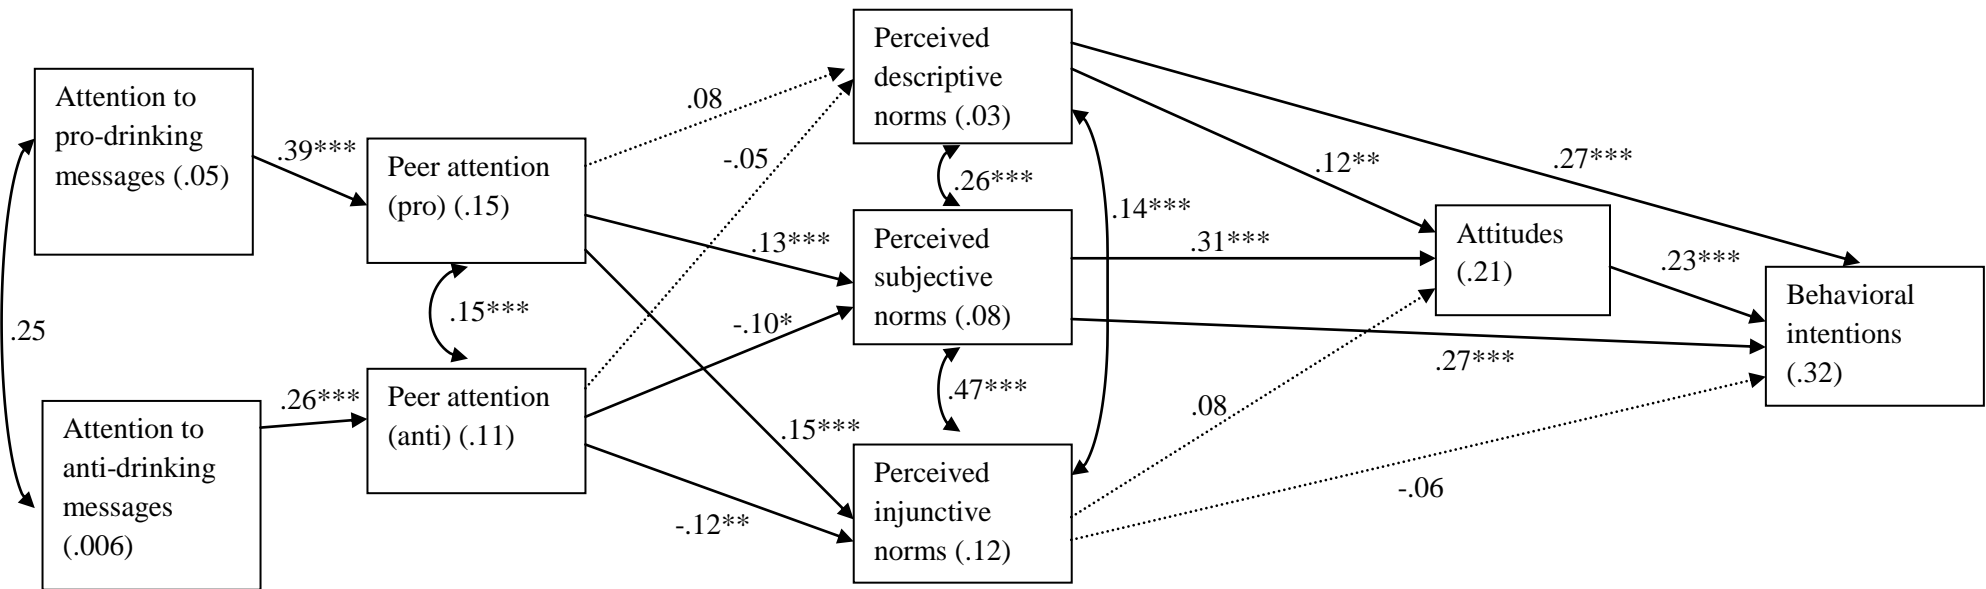 Attention to
pro-drinking
messages (.05)
.25
Attention to
anti-drinking
messages
(.006)
.39***
.26***
Peer attention
(pro) (.15)
.15***
Peer attention
(anti) (.11)
.08
-.05
.13***
-.10*
.15***
-.12**
Perceived
descriptive
norms (.03)
.26***
Perceived
subjective
norms (.08)
.47***
Perceived
injunctive
norms (.12)
.14***
.12**
.27***
.31***
.27***
.08
-.06
Attitudes
(.21)
.23***
Behavioral
intentions
(.32)